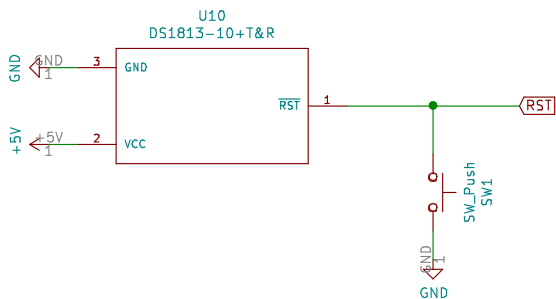 U10
DS1813-10+T&R
GND
GND
1
3
GND
RST
1
RST
+5V
+5V
1
2
VCC
SW_Push
SW1
GND
1
GND